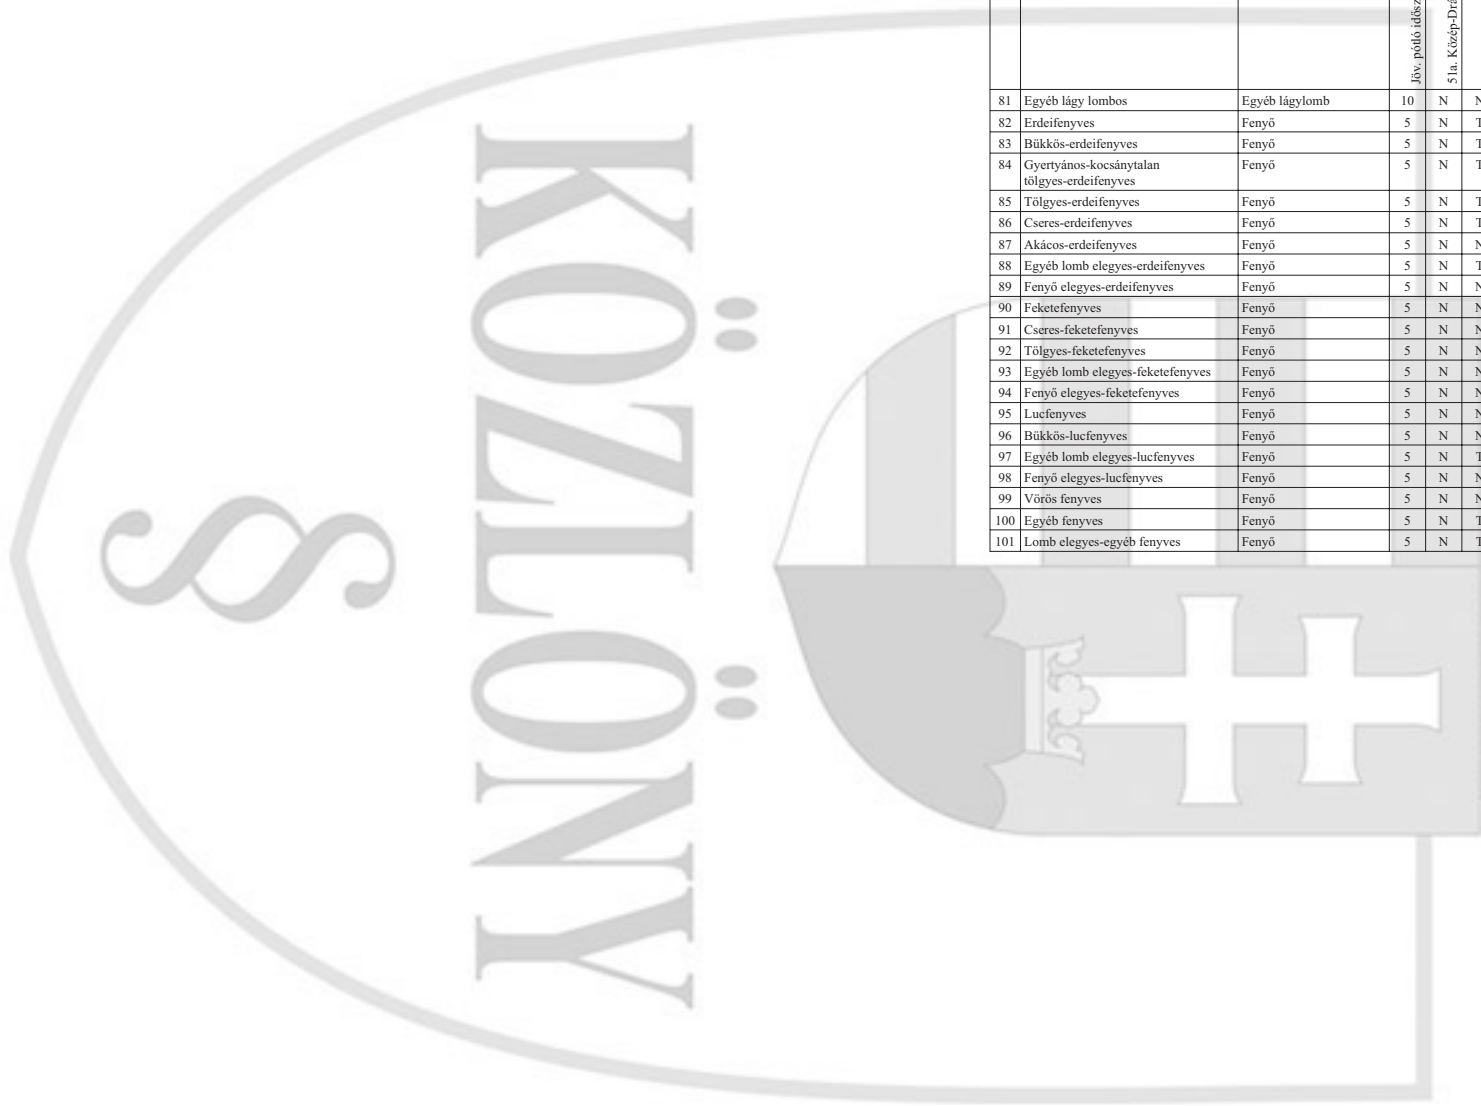 Jöv. pótló idősz
51a. Közép-Drá
81 Egyéb lágy lombos Egyéb lágylomb 10 N N
82 Erdeifenyves Fenyő 5 N T
83 Bükkös-erdeifenyves Fenyő 5 N T
84 Gyertyános-kocsánytalan Fenyő 5 N T
tölgyes-erdeifenyves
85 Tölgyes-erdeifenyves Fenyő 5 N T
86 Cseres-erdeifenyves Fenyő 5 N T
87 Akácos-erdeifenyves Fenyő 5 N N
88 Egyéb lomb elegyes-erdeifenyves Fenyő 5 N T
89 Fenyő elegyes-erdeifenyves Fenyő 5 N N
90 Feketefenyves Fenyő 5 N N
91 Cseres-feketefenyves Fenyő 5 N N
92 Tölgyes-feketefenyves Fenyő 5 N N
93 Egyéb lomb elegyes-feketefenyves Fenyő 5 N N
94 Fenyő elegyes-feketefenyves Fenyő 5 N N
95 Lucfenyves Fenyő 5 N N
96 Bükkös-lucfenyves Fenyő 5 N N
97 Egyéb lomb elegyes-lucfenyves Fenyő 5 N T
98 Fenyő elegyes-lucfenyves Fenyő 5 N N
99 Vörös fenyves Fenyő 5 N N
100 Egyéb fenyves Fenyő 5 N T
101 Lomb elegyes-egyéb fenyves Fenyő 5 N T
KÖZLÖNY
§